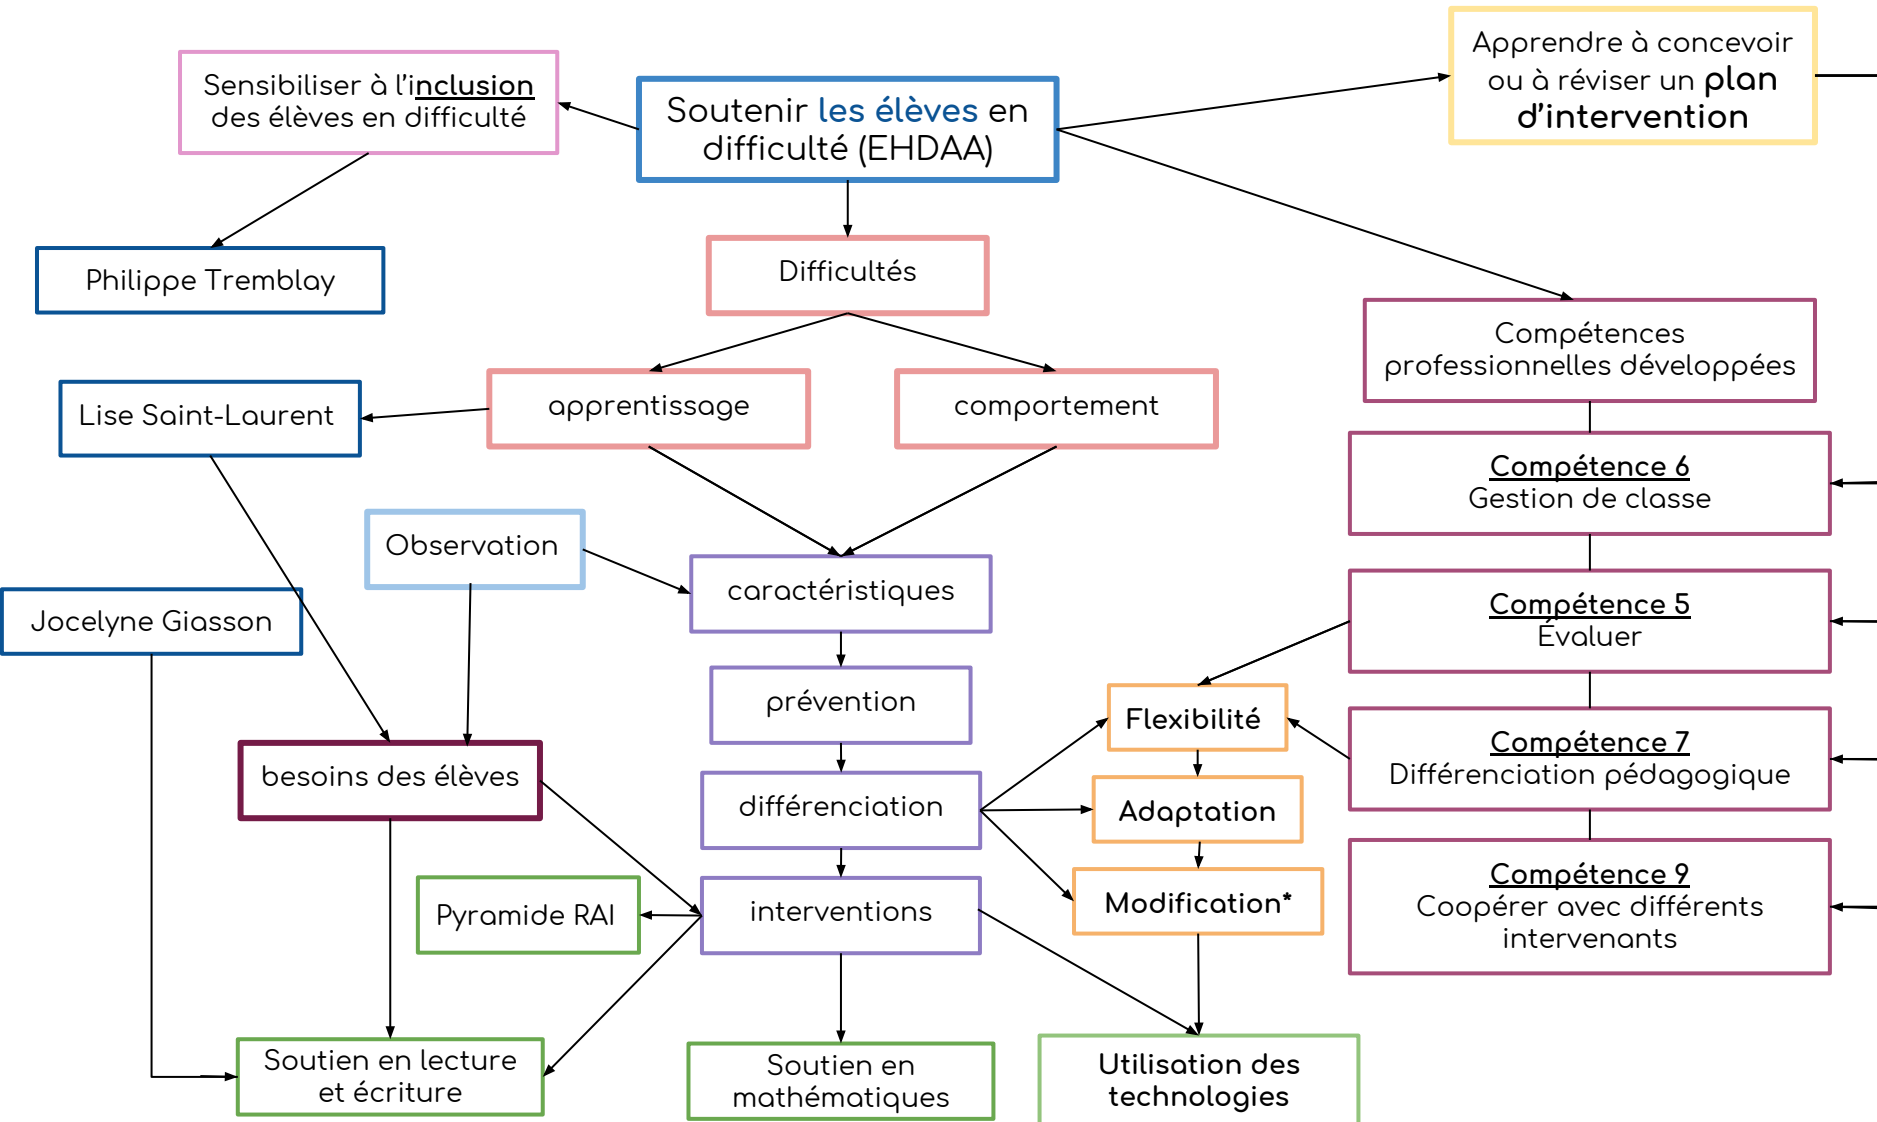 Apprendre à concevoir
ou à réviser un plan
d'intervention
Sensibiliser à l'inclusion
des élèves en difficulté
Soutenir les élèves en
difficulté (EHDAA)
Philippe Tremblay
Difficultés
Compétences
professionnelles développées
Lise Saint-Laurent
apprentissage
comportement
Compétence 6
Gestion de classe
Observation
caractéristiques
Compétence 5
Évaluer
Jocelyne Giasson
prévention
Flexibilité
Compétence 7
Différenciation pédagogique
besoins des élèves
différenciation
Adaptation
Compétence 9
Coopérer avec différents
intervenants
Pyramide RAI
interventions
Modification*
Soutien en lecture
et écriture
Soutien en
mathématiques
Utilisation des
technologies